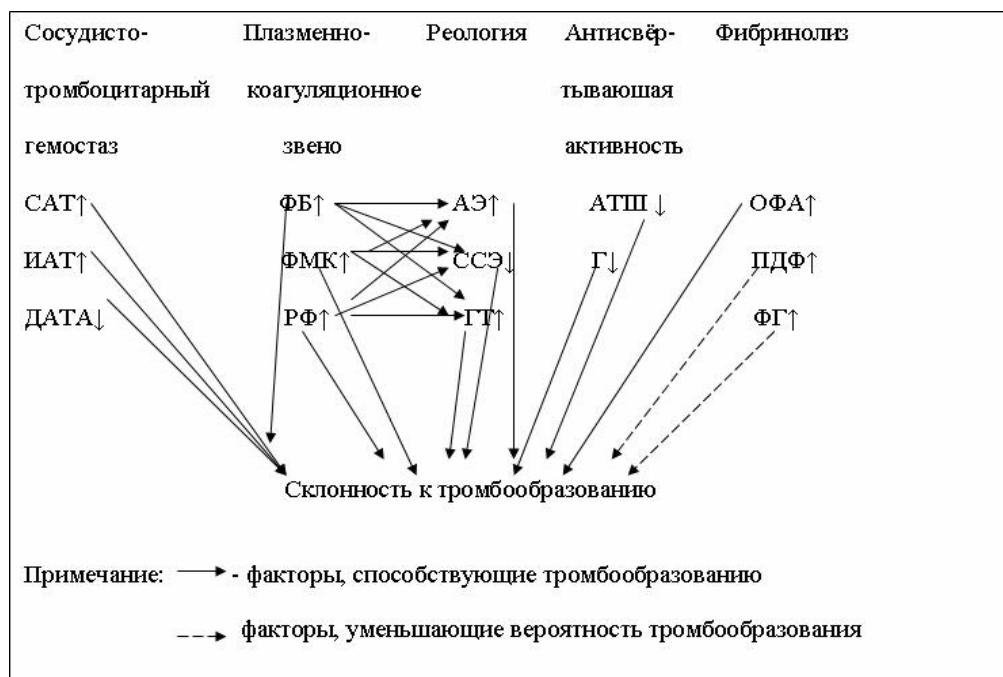 Сосудисто- Плазменно- Реология Антисвёр- Фибринолиз
тромбоцитарный коагуляционное тываюшая
гемостаз звено активность
САТ↑ ФБ↑ АЭ↑ АТШ ↓ ОФА↑
ИАТ↑ ФМК↑ ССЭ↓ Г↓ ПДФ↑
ДАТА↓ РФ↑ ГТ↑ ФГ↑
Склонность к тромбообразованию
Примечание: - факторы, способствующие тромбообразованию
факторы, уменьшающие вероятность тромбообразования